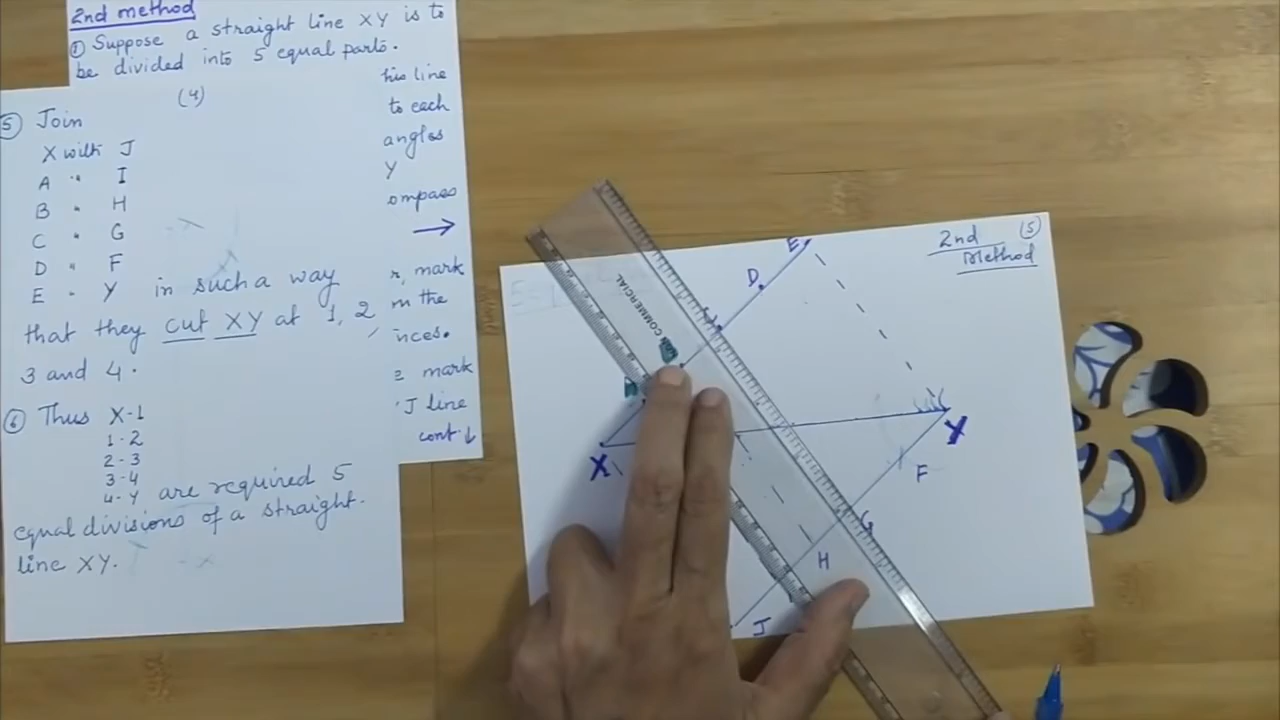 2nd method
① Suppose a straight line XY is to
be divided into 5 equal parts.
his line
(4)
to each
⑤ Join
angles
X with J
Y
A " I
ompass
B " H
C " G
D " F
r, mark
E " Y in such a way
m the
that they cut XY at 1, 2,
nces.
3 and 4.
mark
⑥ Thus X-1
J line
1-2
cont↓
2-3
3-4
4-Y are required 5
equal divisions of a straight
line XY.
2nd (5)
Method
E
D
COMMERCIAL
B
A
X
X
F
G
H
J